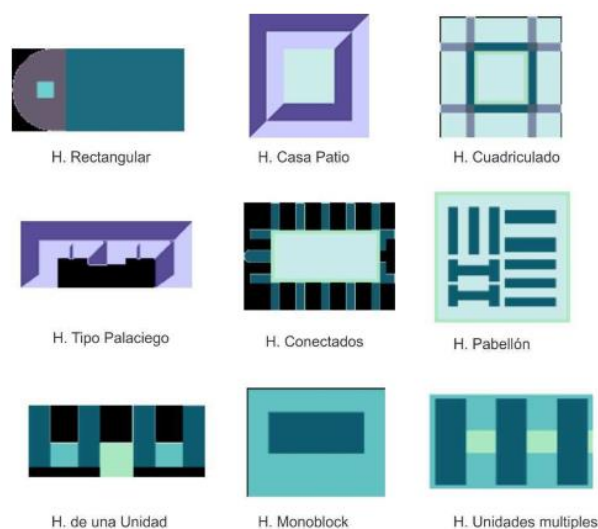 H. Rectangular
H. Casa Patio
H. Cuadriculado
H. Tipo Palaciego
H. Conectados
H. Pabellón
H. de una Unidad
H. Monoblock
H. Unidades multiples